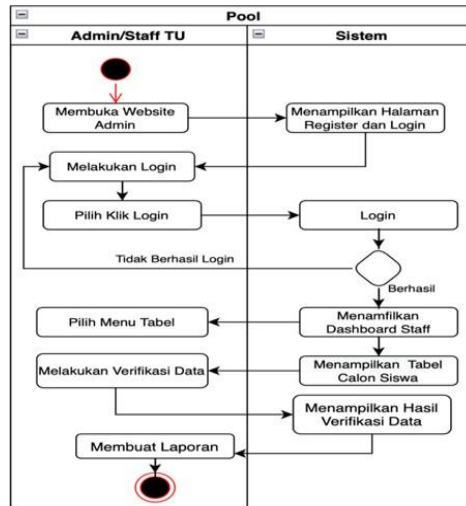 Pool
Admin/Staff TU
Sistem
Membuka Website
Admin
Menampilkan Halaman
Register dan Login
Melakukan Login
Pilih Klik Login
Login
Tidak Berhasil Login
Berhasil
Menamfilkan
Dashboard Staff
Pilih Menu Tabel
Menampilkan Tabel
Calon Siswa
Melakukan Verifikasi Data
Menampilkan Hasil
Verifikasi Data
Membuat Laporan